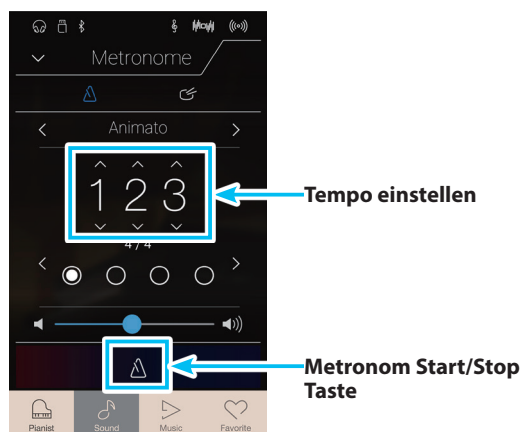 Metronome
Animato
1 2 3
Tempo einstellen
4 / 4
Metronom Start/Stop
Taste
Pianist Sound Music Favorite